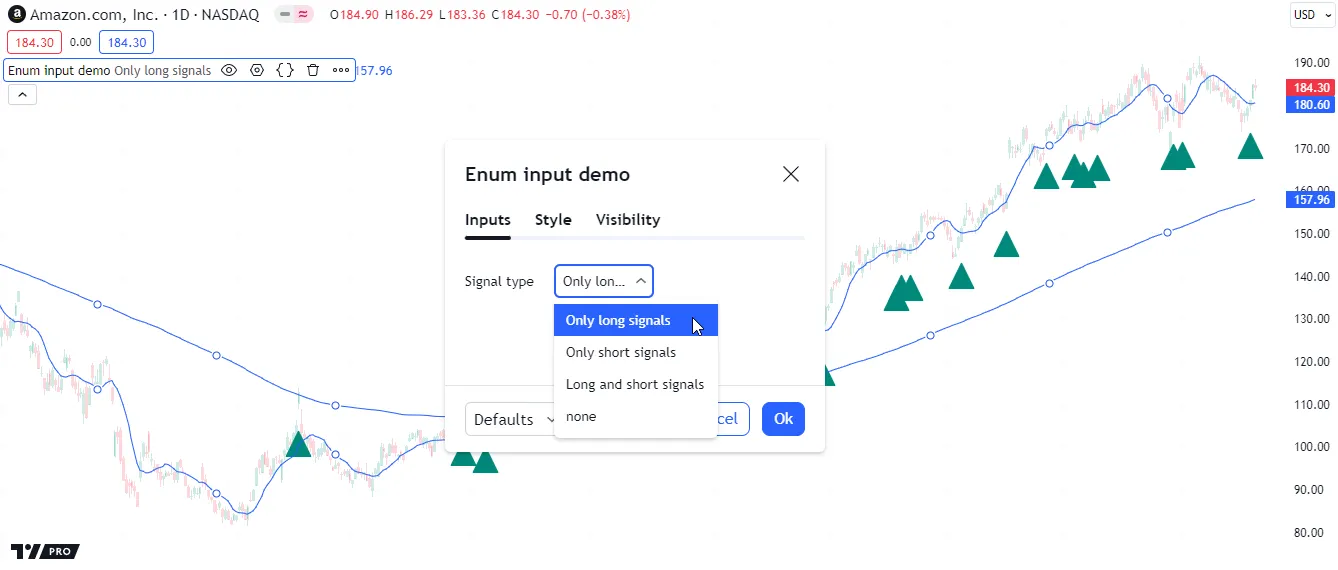 a Amazon.com, Inc. · 1D · NASDAQ O184.90 H186.29 L183.36 C184.30 −0.70 (−0.38%) USD
184.30 0.00 184.30
Enum input demo Only long signals 157.96
190.00
184.30
180.60
170.00
160.00
157.96
150.00
140.00
130.00
120.00
110.00
100.00
90.00
80.00
Enum input demo
Inputs Style Visibility
Signal type Only lon...
Only long signals
Only short signals
Long and short signals
none
Defaults cel Ok
TV PRO